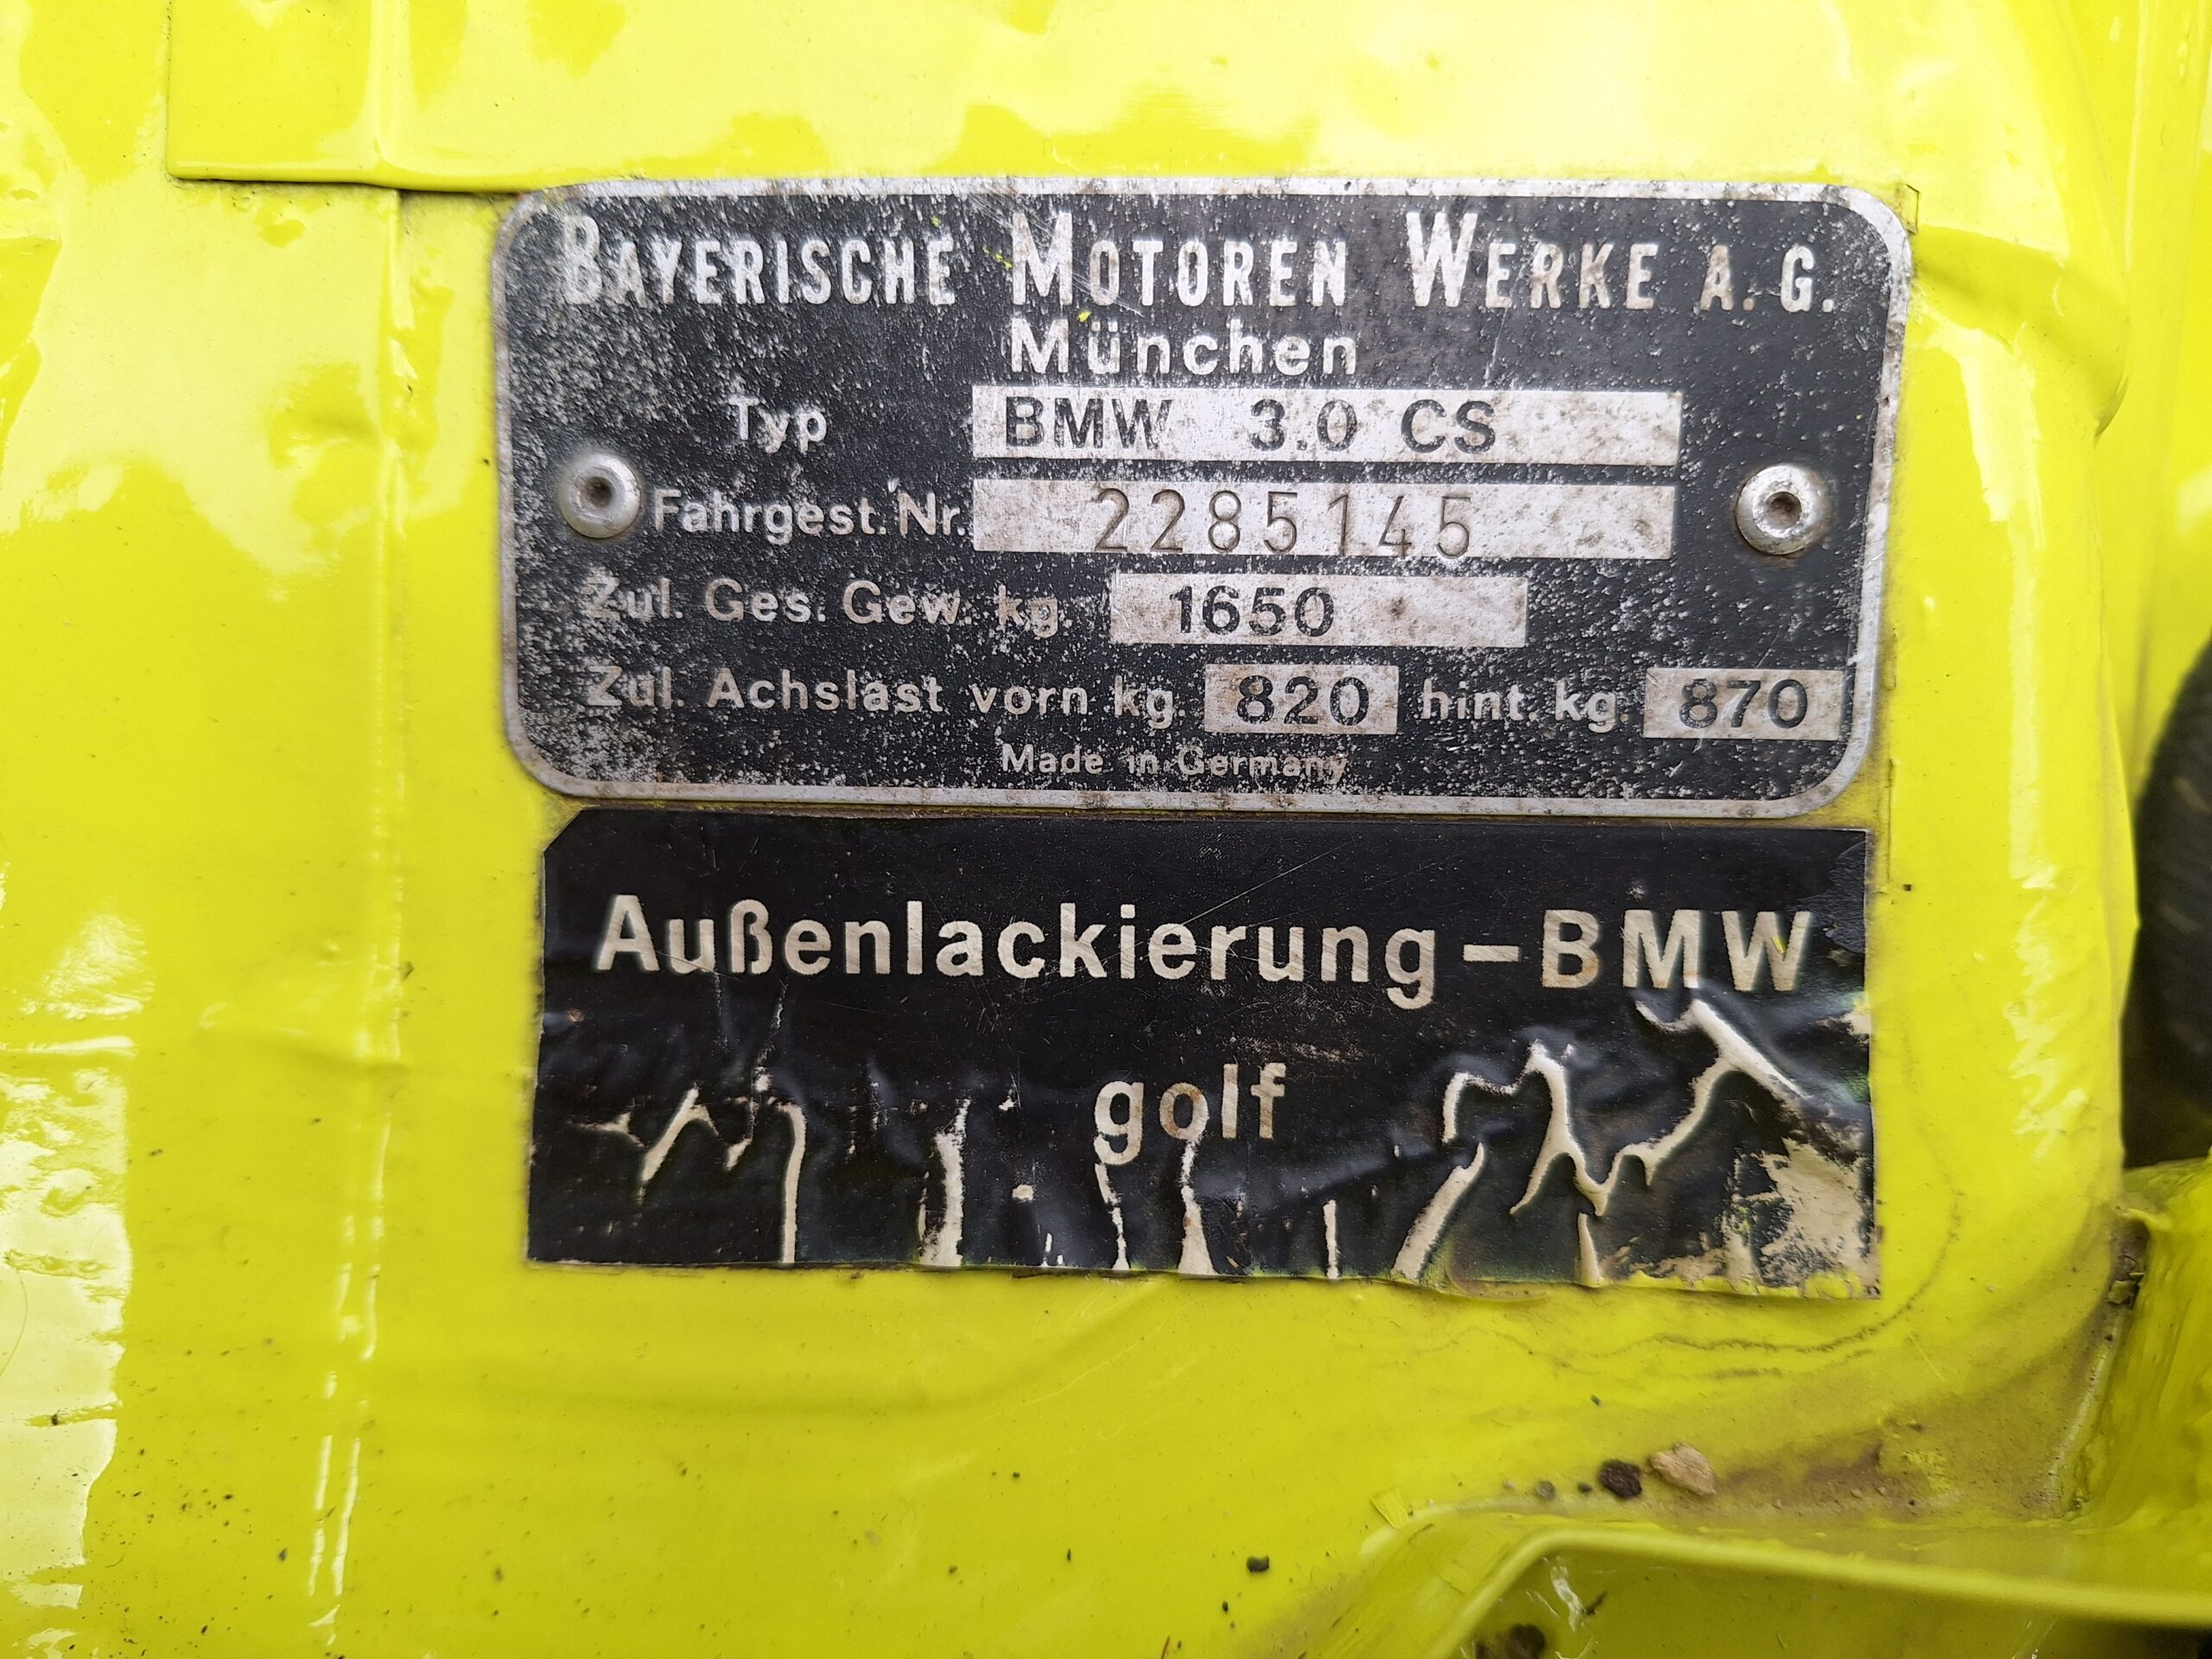 BAYERISCHE MOTOREN WERKE A.G.
München
Typ BMW 3.0 CS
Fahrgest. Nr. 2285145
Zul. Ges. Gew. kg. 1650
Zul. Achslast vorn kg. 820 hint. kg. 870
Made in Germany
Außenlackierung-BMW
golf